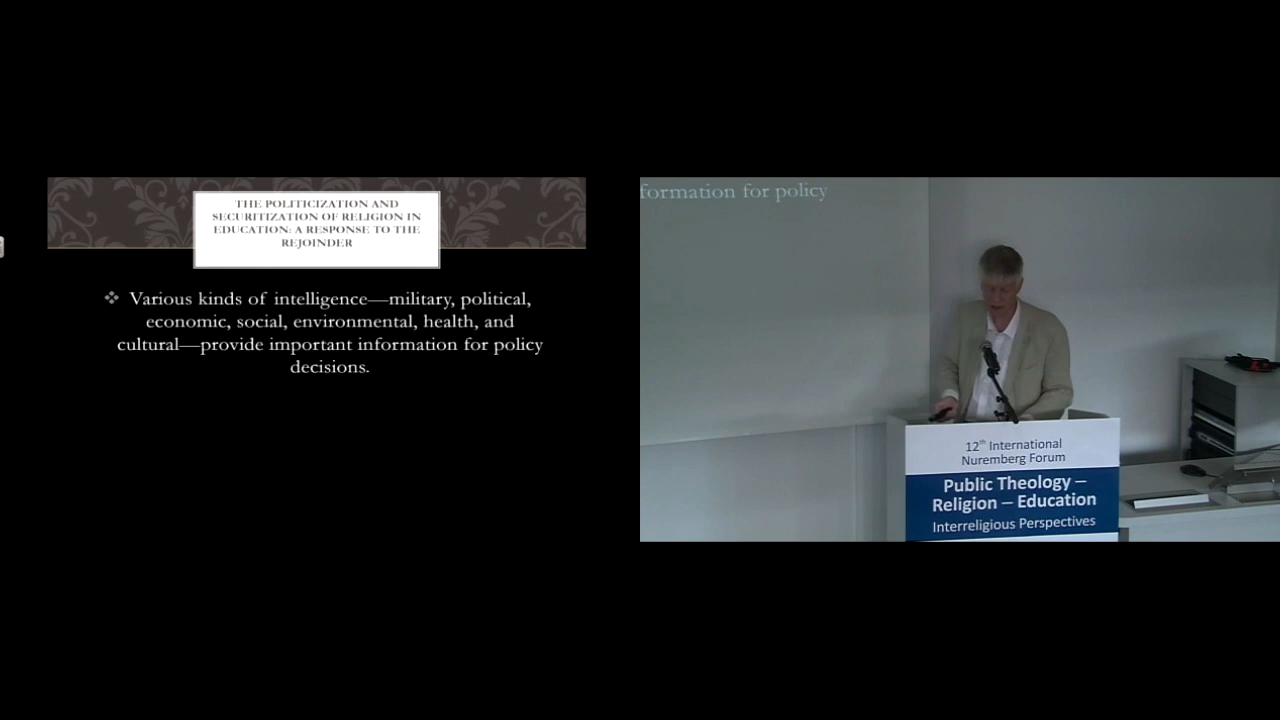 THE POLITICIZATION AND
SECURITIZATION OF RELIGION IN
EDUCATION: A RESPONSE TO THE
REJOINDER
❖ Various kinds of intelligence—military, political,
economic, social, environmental, health, and
cultural—provide important information for policy
decisions.
formation for policy
12th International
Nuremberg Forum
Public Theology –
Religion – Education
Interreligious Perspectives